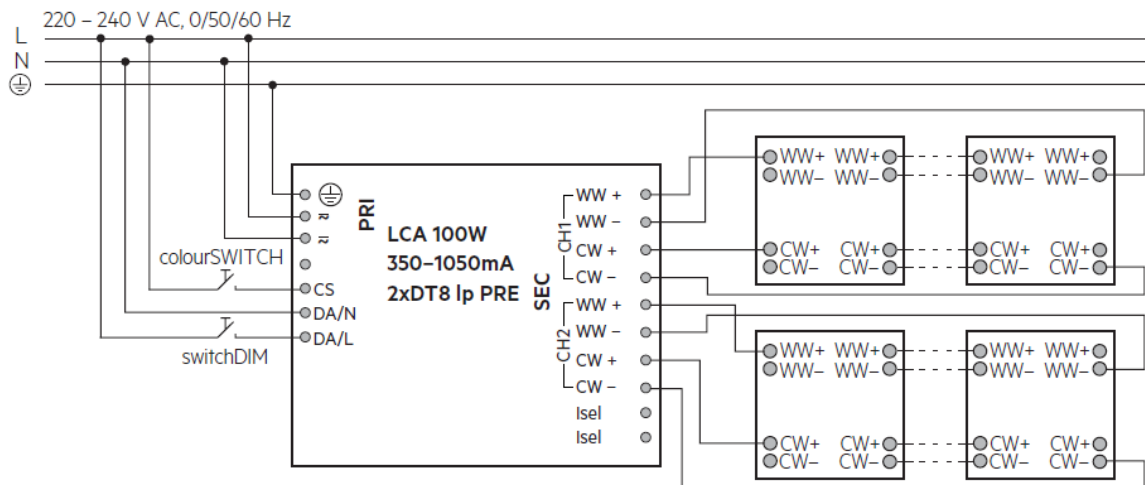 220 – 240 V AC, 0/50/60 Hz
L
N
PRI
LCA 100W
350–1050mA
2xDT8 lp PRE
SEC
colourSWITCH
CS
DA/N
DA/L
switchDIM
CH1
WW +
WW –
CW +
CW –
CH2
WW +
WW –
CW +
CW –
Isel
Isel
WW+ WW+ WW+ WW+
WW– WW– WW– WW–
CW+ CW+ CW+ CW+
CW– CW– CW– CW–
WW+ WW+ WW+ WW+
WW– WW– WW– WW–
CW+ CW+ CW+ CW+
CW– CW– CW– CW–